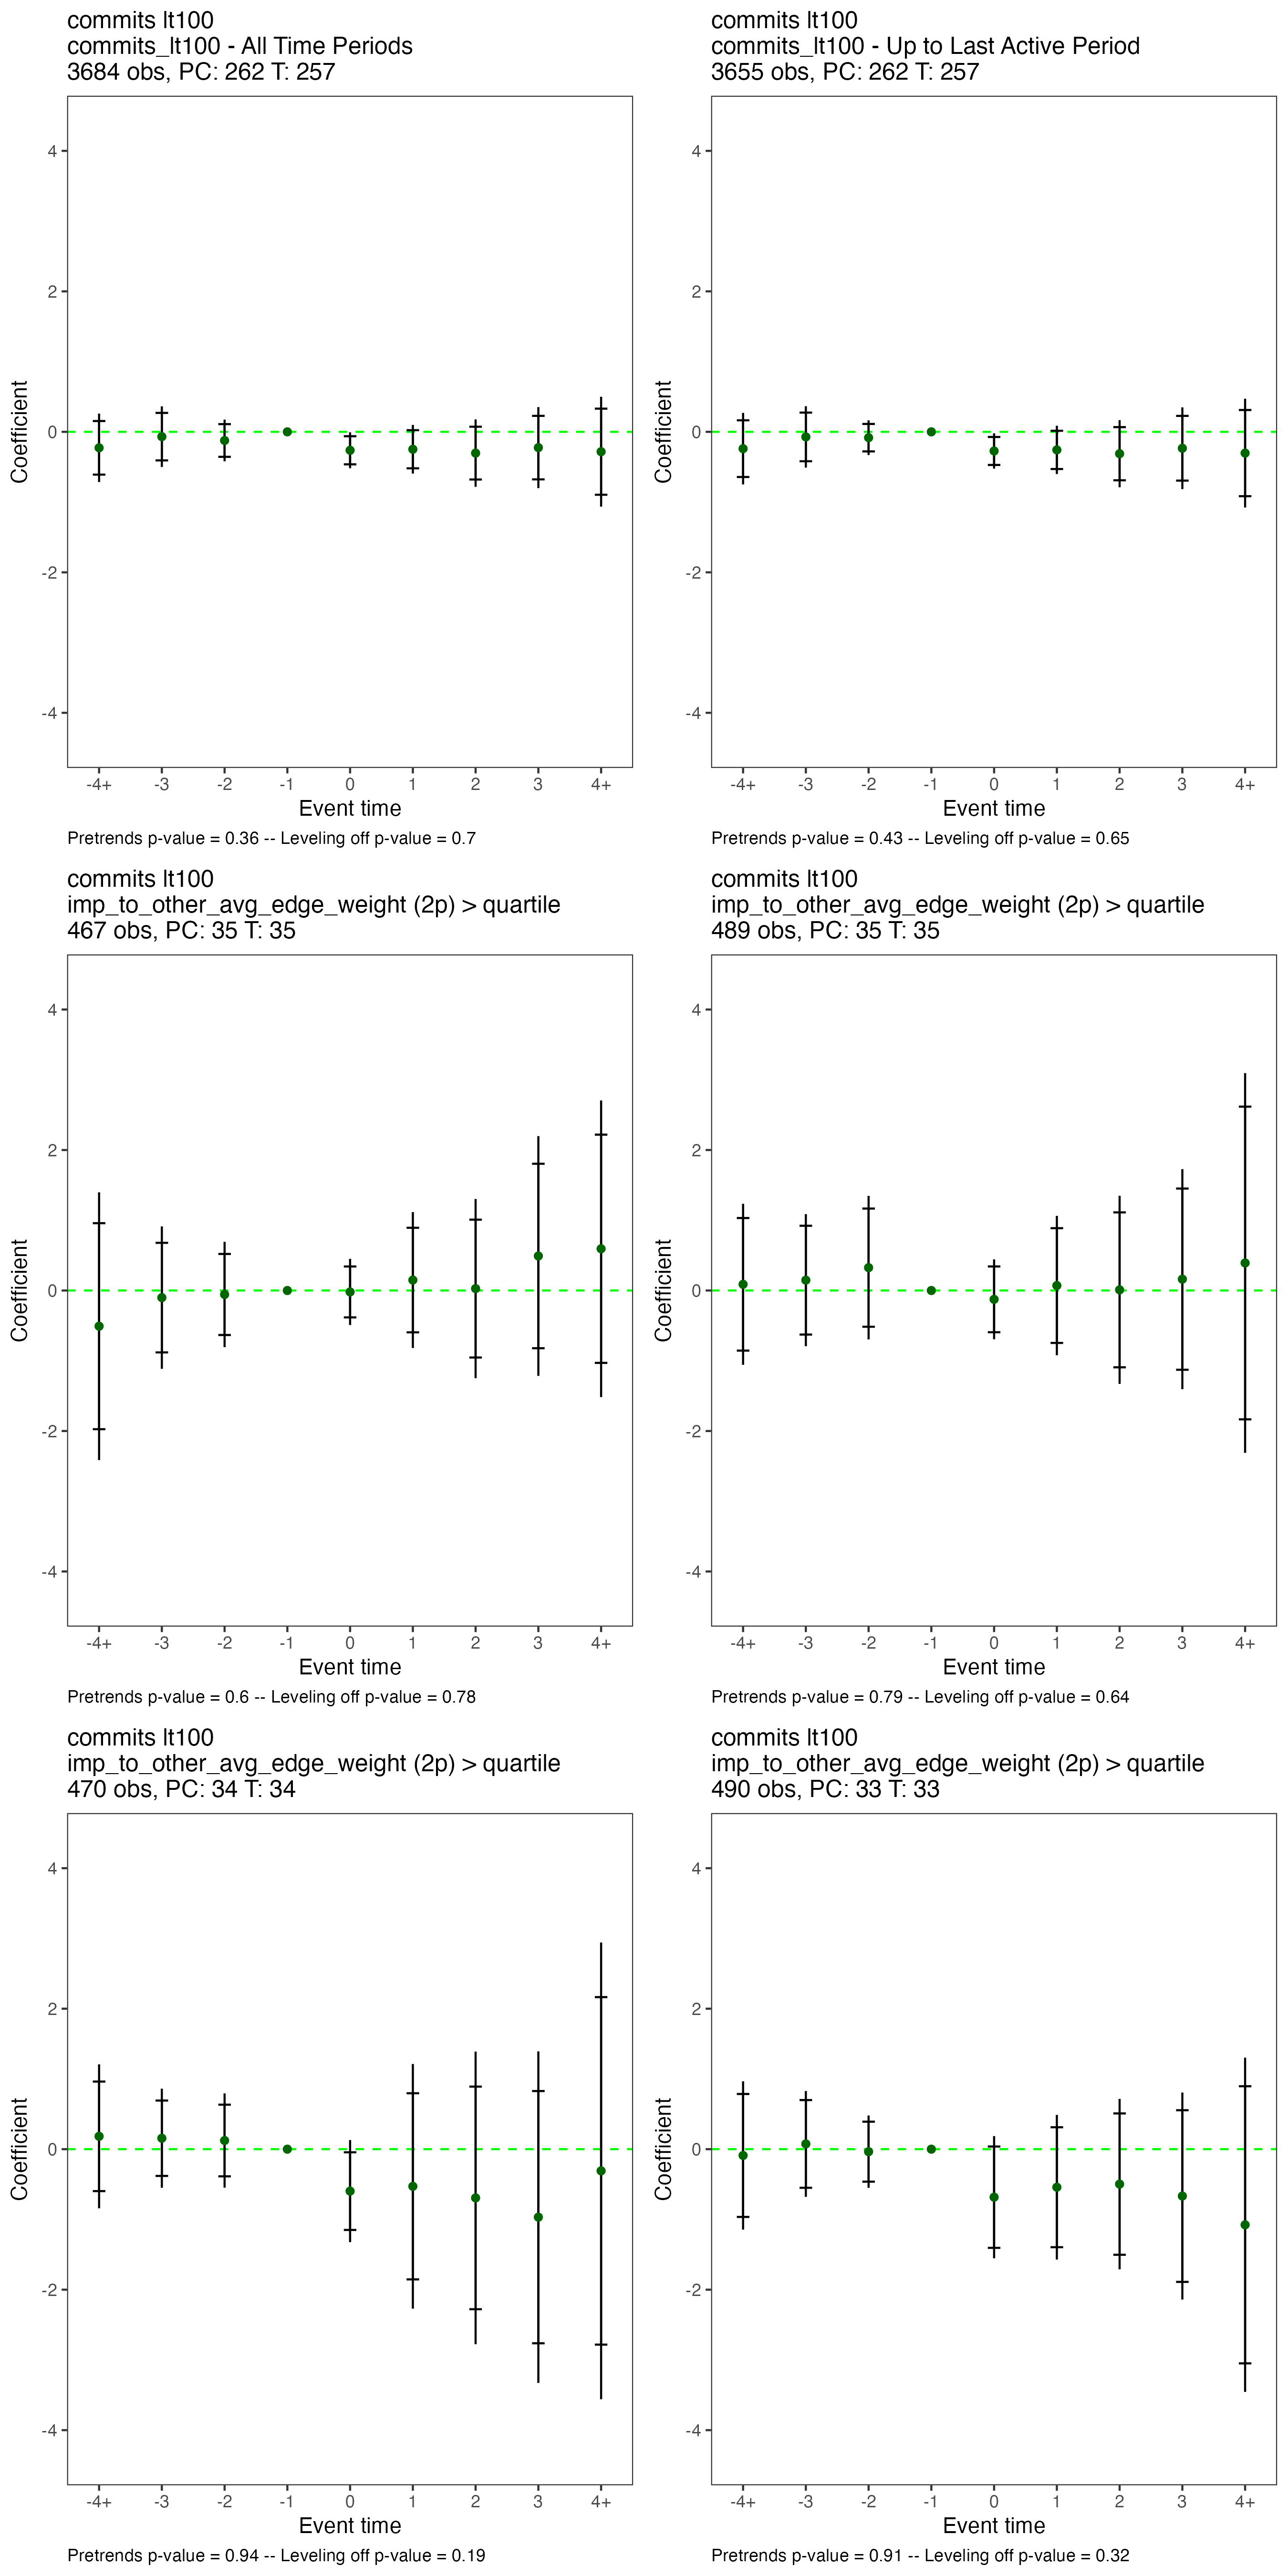 commits lt100
commits_lt100 - All Time Periods
3684 obs, PC: 262 T: 257
4
2
0
-2
-4
Coefficient
-4+ -3 -2 -1 0 1 2 3 4+
Event time
Pretrends p-value = 0.36 -- Leveling off p-value = 0.7
commits lt100
commits_lt100 - Up to Last Active Period
3655 obs, PC: 262 T: 257
4
2
0
-2
-4
Coefficient
-4+ -3 -2 -1 0 1 2 3 4+
Event time
Pretrends p-value = 0.43 -- Leveling off p-value = 0.65
commits lt100
imp_to_other_avg_edge_weight (2p) > quartile
467 obs, PC: 35 T: 35
4
2
0
-2
-4
Coefficient
-4+ -3 -2 -1 0 1 2 3 4+
Event time
Pretrends p-value = 0.6 -- Leveling off p-value = 0.78
commits lt100
imp_to_other_avg_edge_weight (2p) > quartile
489 obs, PC: 35 T: 35
4
2
0
-2
-4
Coefficient
-4+ -3 -2 -1 0 1 2 3 4+
Event time
Pretrends p-value = 0.79 -- Leveling off p-value = 0.64
commits lt100
imp_to_other_avg_edge_weight (2p) > quartile
470 obs, PC: 34 T: 34
4
2
0
-2
-4
Coefficient
-4+ -3 -2 -1 0 1 2 3 4+
Event time
Pretrends p-value = 0.94 -- Leveling off p-value = 0.19
commits lt100
imp_to_other_avg_edge_weight (2p) > quartile
490 obs, PC: 33 T: 33
4
2
0
-2
-4
Coefficient
-4+ -3 -2 -1 0 1 2 3 4+
Event time
Pretrends p-value = 0.91 -- Leveling off p-value = 0.32